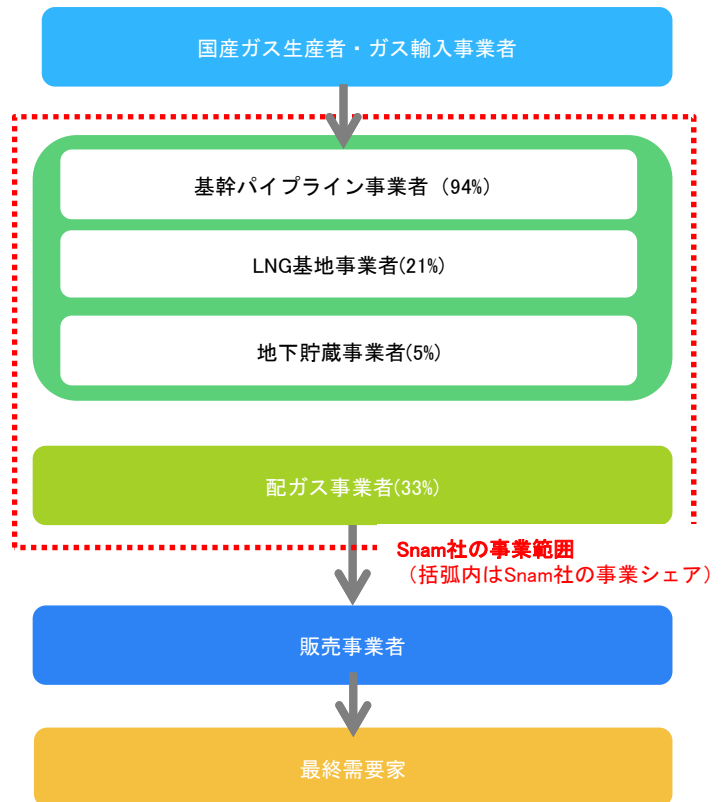 国産ガス生産者・ガス輸入事業者
基幹パイプライン事業者（94%）
LNG基地事業者(21%)
地下貯蔵事業者(5%)
配ガス事業者(33%)
Snam社の事業範囲
（括弧内はSnam社の事業シェア）
販売事業者
最終需要家